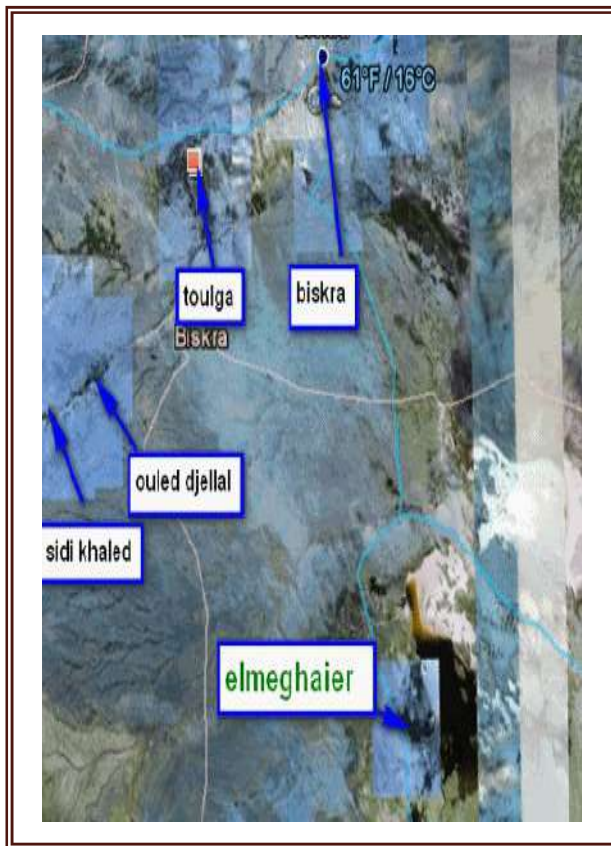 61°F / 16°C
toulga
biskra
Biskra
ouled djellal
sidi khaled
elmeghaier